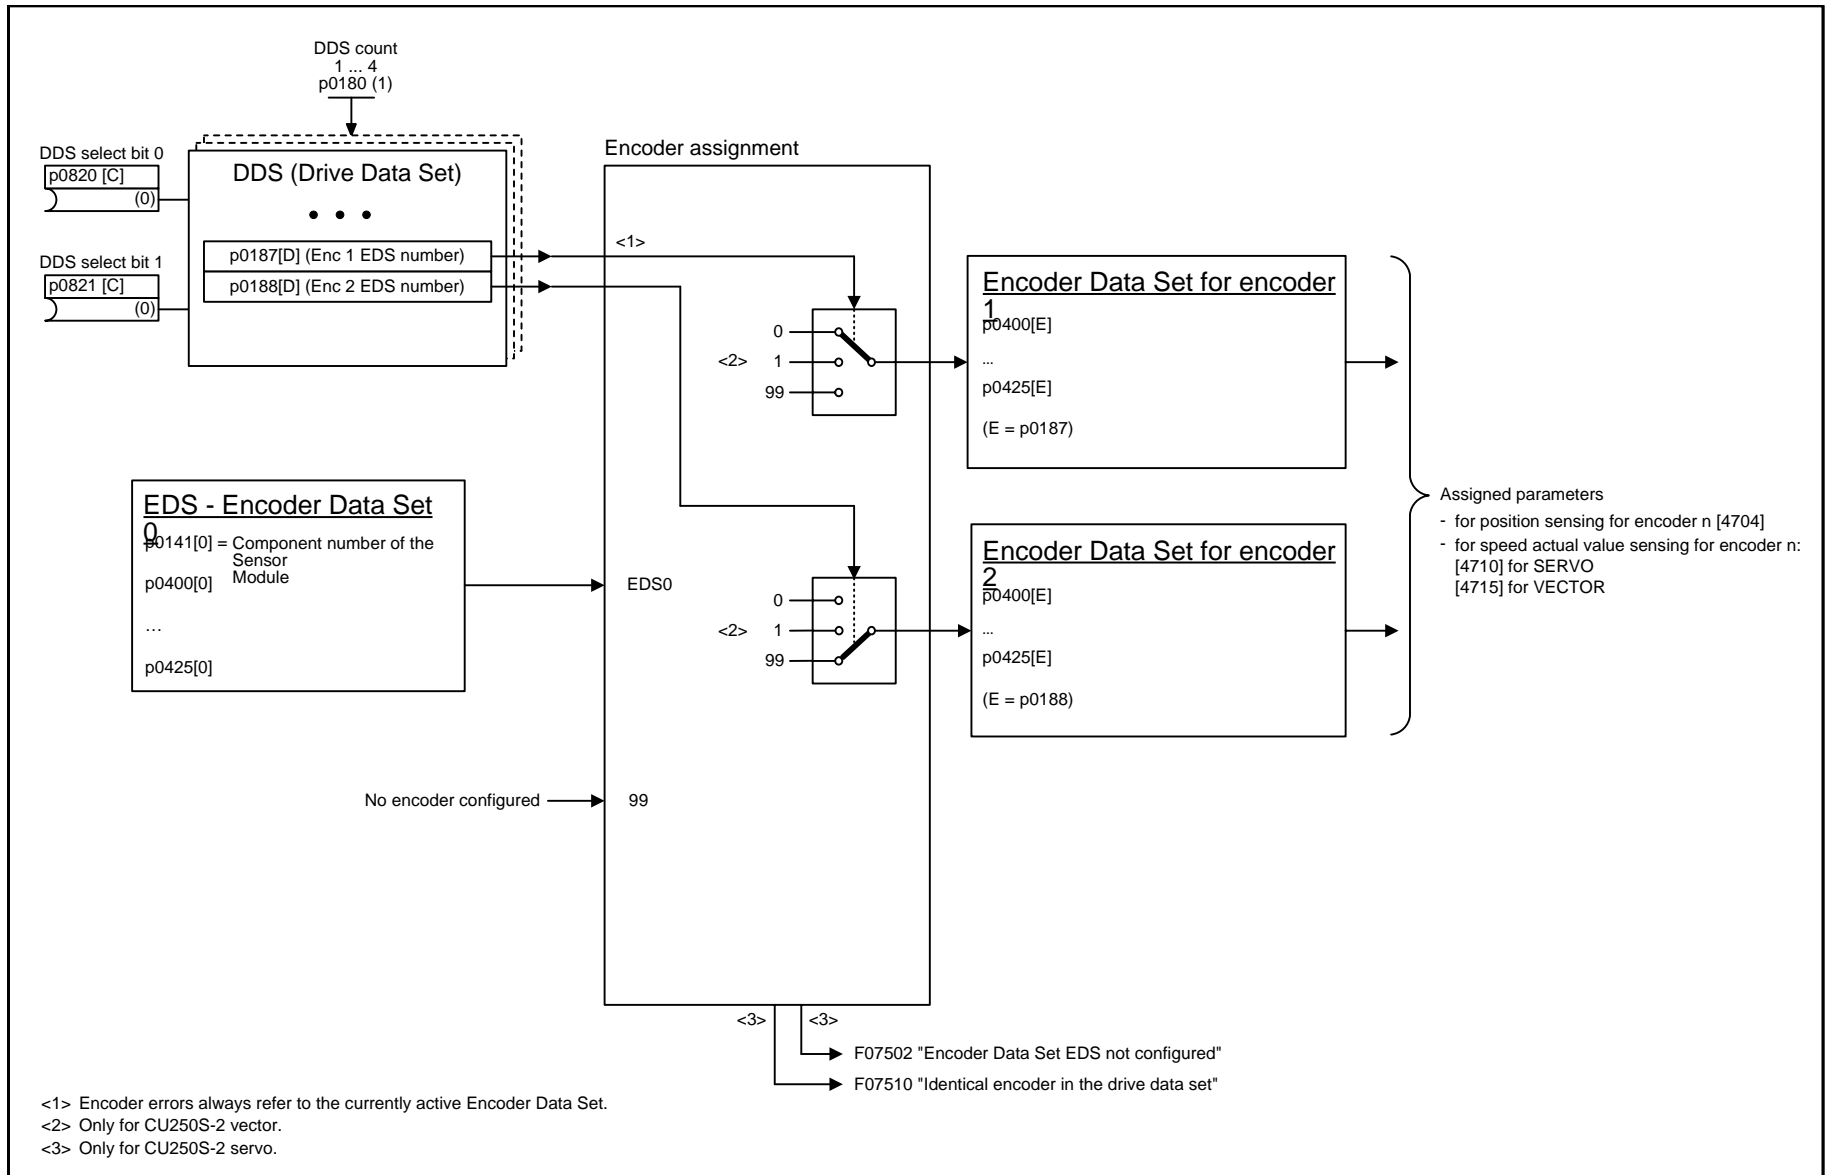 DDS count
1 ... 4
p0180 (1)
DDS select bit 0
p0820 [C]
(0)
DDS select bit 1
p0821 [C]
(0)
DDS (Drive Data Set)
• • •
p0187[D] (Enc 1 EDS number)
p0188[D] (Enc 2 EDS number)
Encoder assignment
<1>
0
<2> 1
99
Encoder Data Set for encoder
1
p0400[E]
...
p0425[E]
(E = p0187)
EDS - Encoder Data Set
0
p0141[0] = Component number of the
Sensor
Module
p0400[0]
...
p0425[0]
EDS0
0
<2> 1
99
Encoder Data Set for encoder
2
p0400[E]
...
p0425[E]
(E = p0188)
Assigned parameters
- for position sensing for encoder n [4704]
- for speed actual value sensing for encoder n:
[4710] for SERVO
[4715] for VECTOR
No encoder configured
99
<3> <3>
F07502 "Encoder Data Set EDS not configured"
F07510 "Identical encoder in the drive data set"
<1> Encoder errors always refer to the currently active Encoder Data Set.
<2> Only for CU250S-2 vector.
<3> Only for CU250S-2 servo.